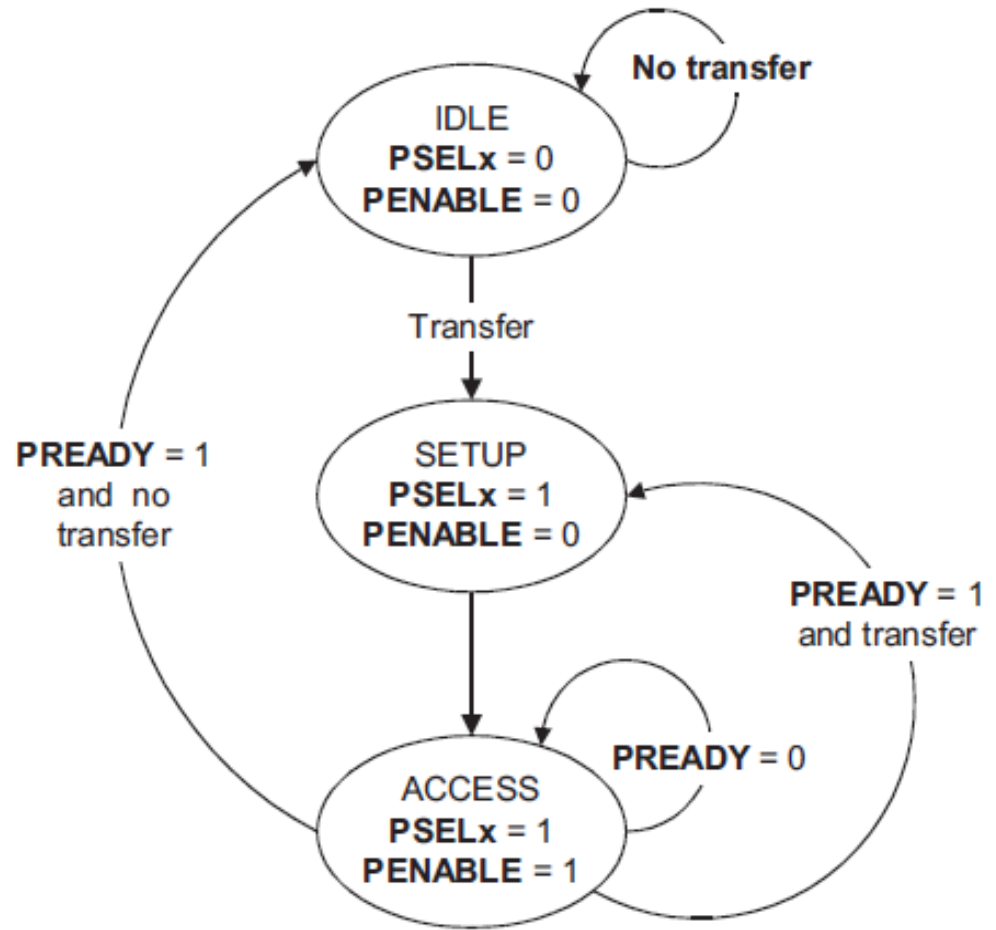 No transfer
IDLE
PSELx = 0
PENABLE = 0
Transfer
PREADY = 1
and no
transfer
SETUP
PSELx = 1
PENABLE = 0
PREADY = 1
and transfer
PREADY = 0
ACCESS
PSELx = 1
PENABLE = 1